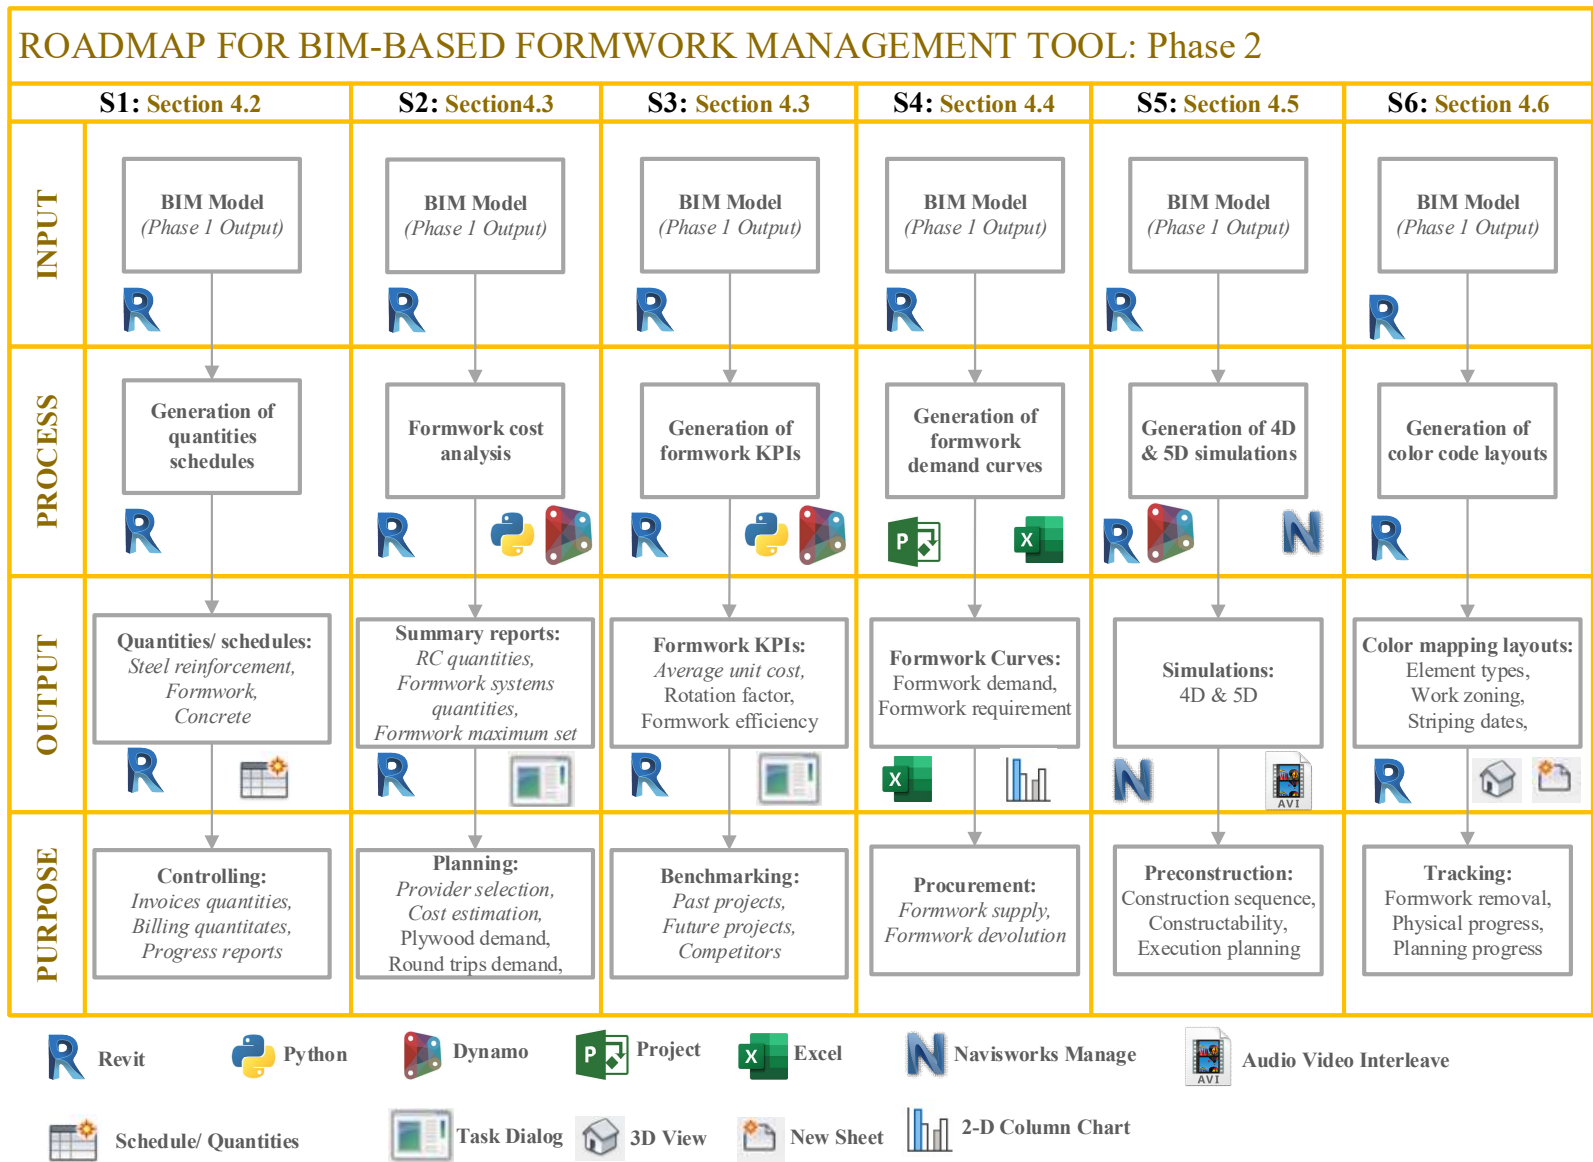 ROADMAP FOR BIM-BASED FORMWORK MANAGEMENT TOOL: Phase 2
S1: Section 4.2
S2: Section4.3
S3: Section 4.3
S4: Section 4.4
S5: Section 4.5
S6: Section 4.6
INPUT
BIM Model
(Phase 1 Output)
BIM Model
(Phase 1 Output)
BIM Model
(Phase 1 Output)
BIM Model
(Phase 1 Output)
BIM Model
(Phase 1 Output)
BIM Model
(Phase 1 Output)
PROCESS
Generation of
quantities
schedules
Formwork cost
analysis
Generation of
formwork KPIs
Generation of
formwork
demand curves
Generation of 4D
& 5D simulations
Generation of
color code layouts
OUTPUT
Quantities/ schedules:
Steel reinforcement,
Formwork,
Concrete
Summary reports:
RC quantities,
Formwork systems
quantities,
Formwork maximum set
Formwork KPIs:
Average unit cost,
Rotation factor,
Formwork efficiency
Formwork Curves:
Formwork demand,
Formwork requirement
Simulations:
4D & 5D
AVI
Color mapping layouts:
Element types,
Work zoning,
Striping dates,
PURPOSE
Controlling:
Invoices quantities,
Billing quantitates,
Progress reports
Planning:
Provider selection,
Cost estimation,
Plywood demand,
Round trips demand,
Benchmarking:
Past projects,
Future projects,
Competitors
Procurement:
Formwork supply,
Formwork devolution
Preconstruction:
Construction sequence,
Constructability,
Execution planning
Tracking:
Formwork removal,
Physical progress,
Planning progress
Revit
Python
Dynamo
Project
Excel
Navisworks Manage
AVI
Audio Video Interleave
Schedule/ Quantities
Task Dialog
3D View
New Sheet
2-D Column Chart